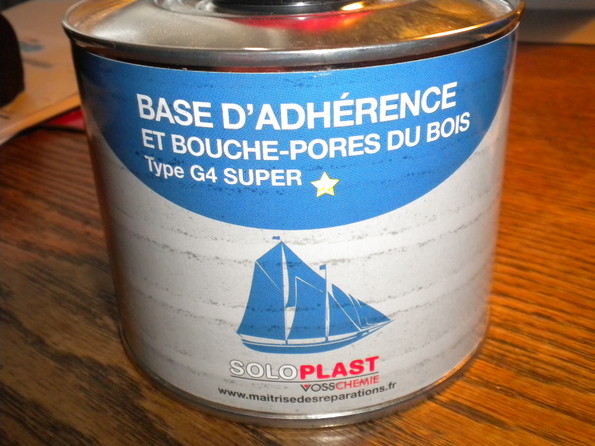 BASE D'ADHÉRENCE
ET BOUCHE-PORES DU BOIS
Type G4 SUPER
SOLOPLAST
VOSSCHEMIE
www.maitrisedesreparations.fr